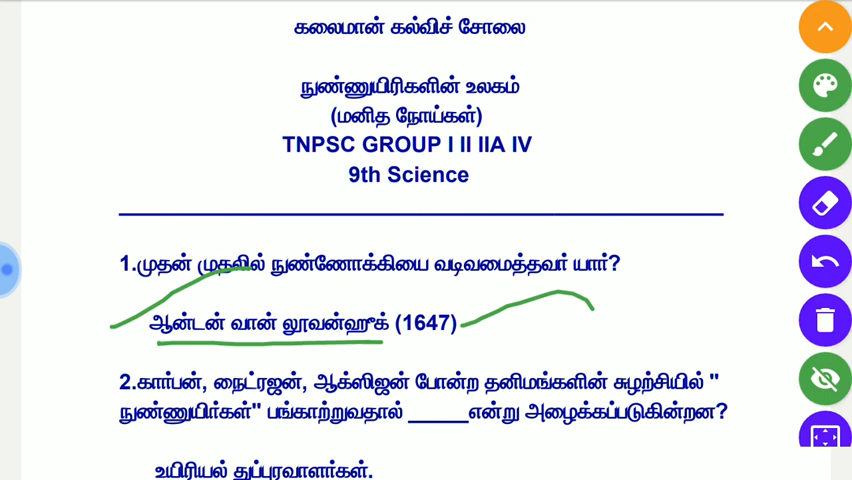 கலைமான் கல்விச் சோலை
நுண்ணுயிரிகளின் உலகம்
(மனித நோய்கள்)
TNPSC GROUP I II IIA IV
9th Science
1.முதன் முதலில் நுண்ணோக்கியை வடிவமைத்தவர் யார்?
ஆன்டன் வான் லூவன்ஹுக் (1647)
2.கார்பன், நைட்ரஜன், ஆக்ஸிஜன் போன்ற தனிமங்களின் சுழற்சியில் "
நுண்ணுயிர்கள்" பங்காற்றுவதால் _____என்று அழைக்கப்படுகின்றன?
உயிரியல் துப்புரவாளர்கள்.